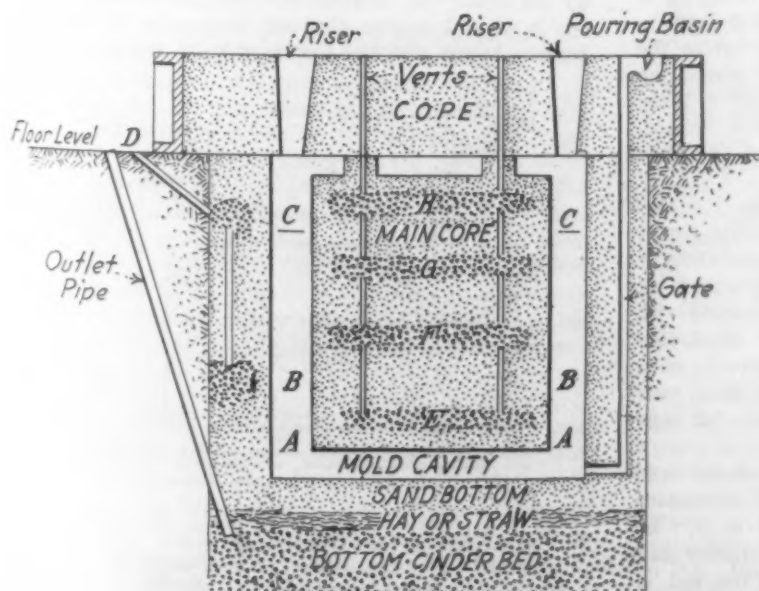 Riser
Riser
Pouring Basin
Vents
COPE
Floor Level D
C
H
C
MAIN CORE
G
Outlet
Pipe
Gate
F
B
B
E
A
A
MOLD CAVITY
SAND BOTTOM
HAY OR STRAW
BOTTOM CINDER BED